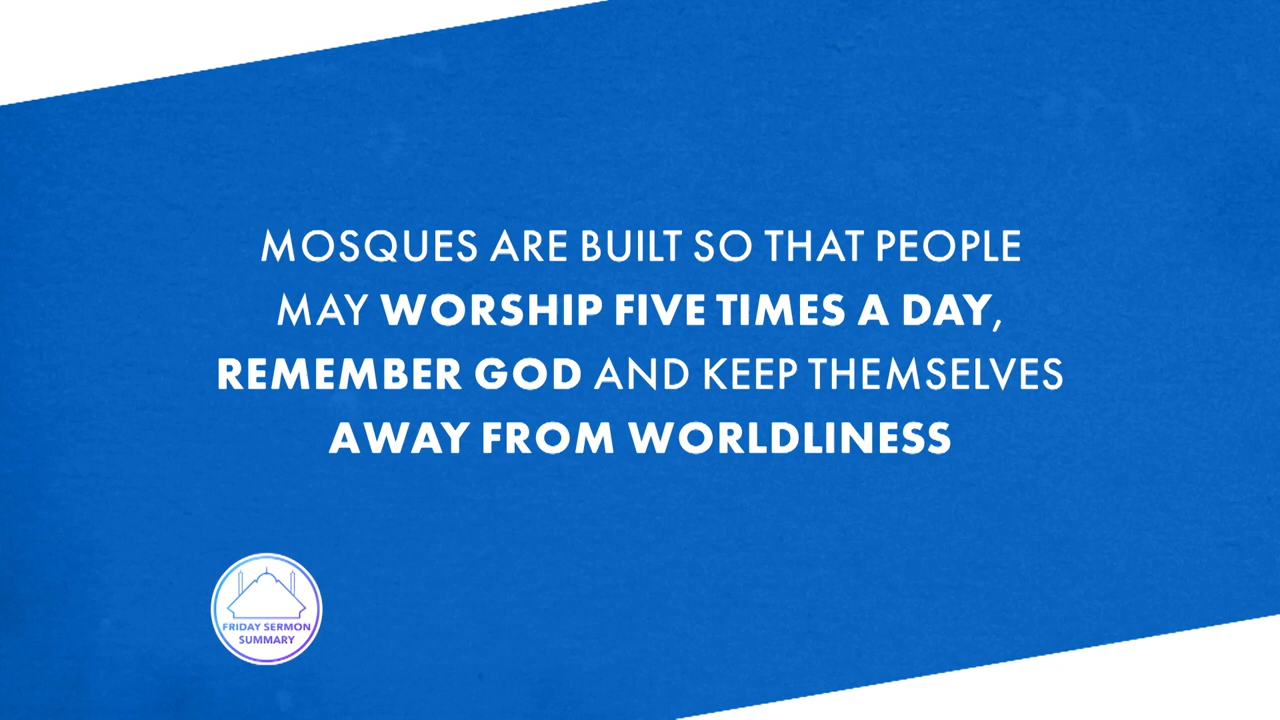 MOSQUES ARE BUILT SO THAT PEOPLE
MAY WORSHIP FIVE TIMES A DAY,
REMEMBER GOD AND KEEP THEMSELVES
AWAY FROM WORLDLINESS
FRIDAY SERMON
SUMMARY